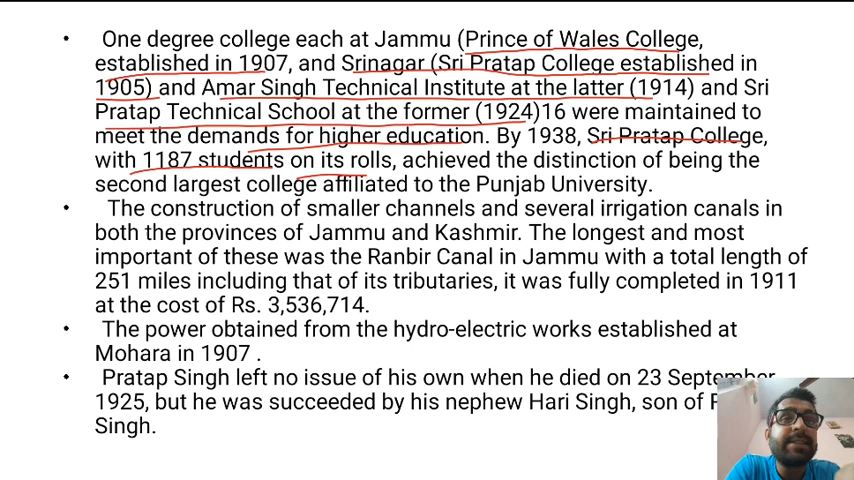 • One degree college each at Jammu (Prince of Wales College,
established in 1907, and Srinagar (Sri Pratap College established in
1905) and Amar Singh Technical Institute at the latter (1914) and Sri
Pratap Technical School at the former (1924)16 were maintained to
meet the demands for higher education. By 1938, Sri Pratap College,
with 1187 students on its rolls, achieved the distinction of being the
second largest college affiliated to the Punjab University.
• The construction of smaller channels and several irrigation canals in
both the provinces of Jammu and Kashmir. The longest and most
important of these was the Ranbir Canal in Jammu with a total length of
251 miles including that of its tributaries, it was fully completed in 1911
at the cost of Rs. 3,536,714.
• The power obtained from the hydro-electric works established at
Mohara in 1907 .
• Pratap Singh left no issue of his own when he died on 23 September
1925, but he was succeeded by his nephew Hari Singh, son of
Singh.